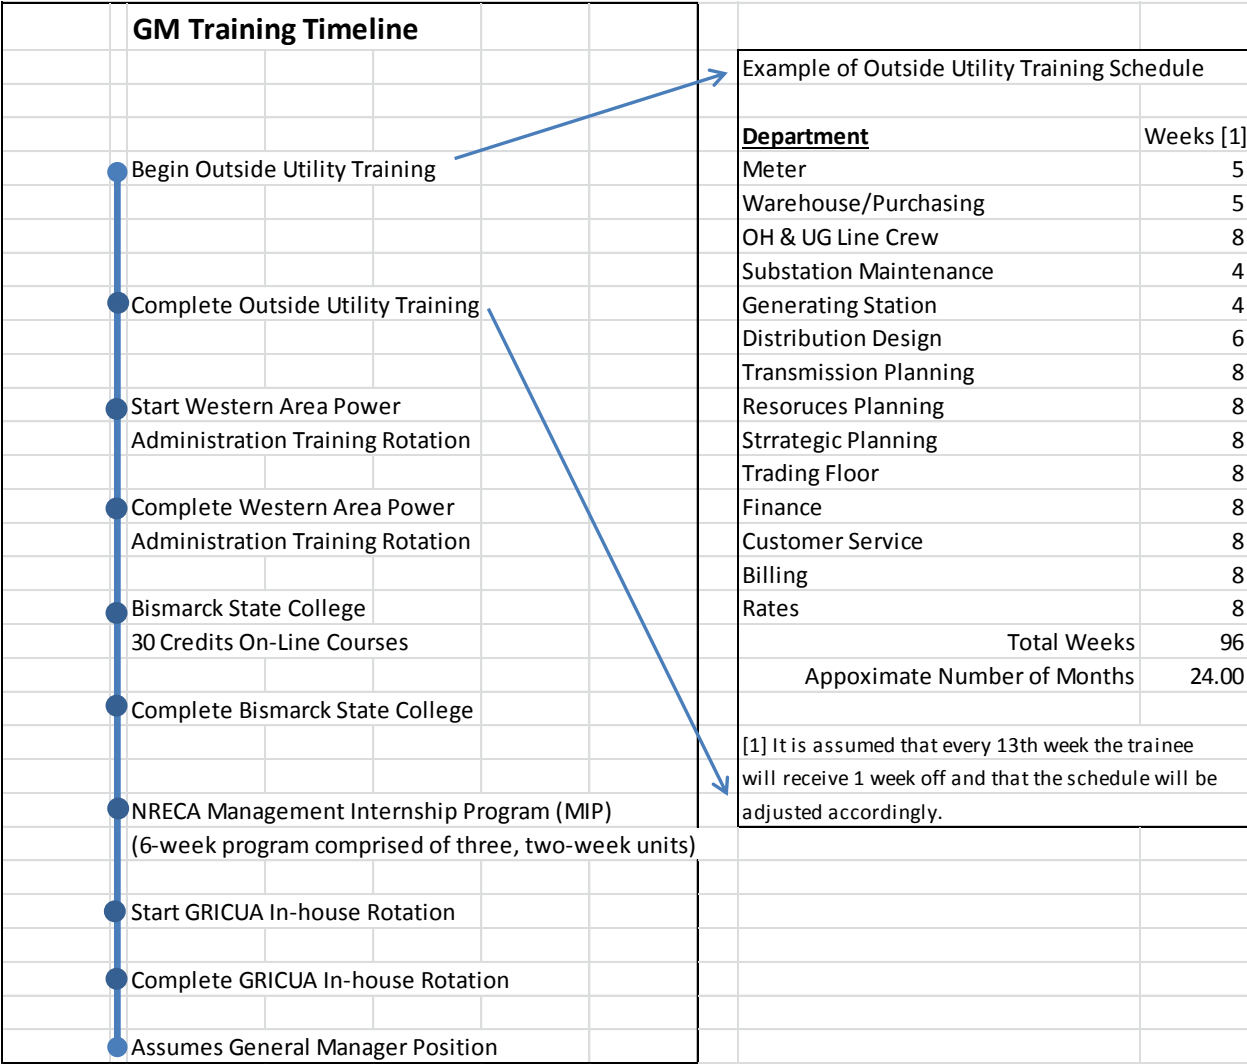 GM Training Timeline
Begin Outside Utility Training
Complete Outside Utility Training
Start Western Area Power
Administration Training Rotation
Complete Western Area Power
Administration Training Rotation
Bismarck State College
30 Credits On-Line Courses
Complete Bismarck State College
NRECA Management Internship Program (MIP)
(6-week program comprised of three, two-week units)
Start GRICUA In-house Rotation
Complete GRICUA In-house Rotation
Assumes General Manager Position
Example of Outside Utility Training Schedule
Department Weeks [1]
Meter 5
Warehouse/Purchasing 5
OH & UG Line Crew 8
Substation Maintenance 4
Generating Station 4
Distribution Design 6
Transmission Planning 8
Resoruces Planning 8
Strrategic Planning 8
Trading Floor 8
Finance 8
Customer Service 8
Billing 8
Rates 8
Total Weeks 96
Appoximate Number of Months 24.00
[1] It is assumed that every 13th week the trainee
will receive 1 week off and that the schedule will be
adjusted accordingly.